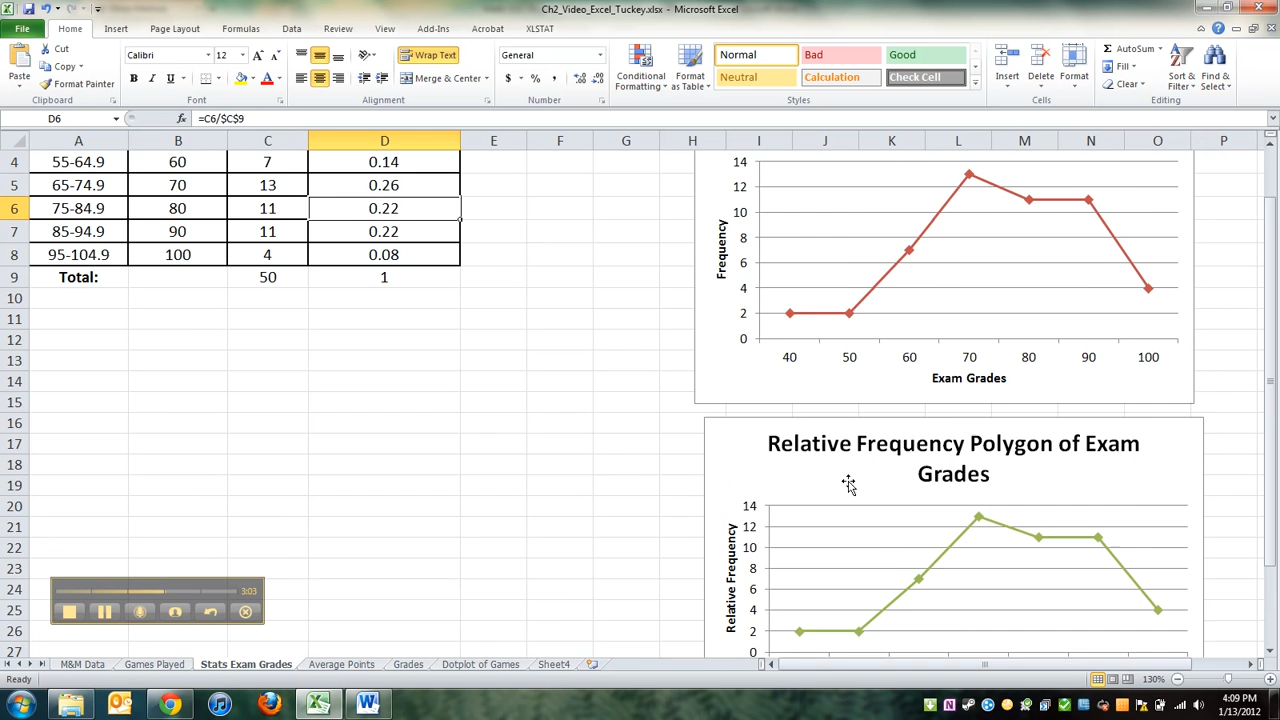 Ch2_Video_Excel_Tuckey.xlsx - Microsoft Excel
File Home Insert Page Layout Formulas Data Review View Add-Ins Acrobat XLSTAT
Paste Cut Copy Format Painter
Clipboard
Calibri 12
B I U
Font
Wrap Text
Merge & Center
Alignment
General
$ % ,
Number
Conditional Formatting
Format as Table
Normal Bad Good
Neutral Calculation Check Cell
Styles
Insert Delete Format
Cells
AutoSum
Fill
Clear
Sort & Filter
Find & Select
Editing
D6 fx =C6/$C$9
A B C D E F G H I J K L M N O P
4 55-64.9 60 7 0.14
5 65-74.9 70 13 0.26
6 75-84.9 80 11 0.22
7 85-94.9 90 11 0.22
8 95-104.9 100 4 0.08
9 Total: 50 1
10
11
12
13
14
15
16
17
18
19
20
21
22
23
24
25
26
27
14
12
10
8
6
4
2
0
Frequency
40 50 60 70 80 90 100
Exam Grades
Relative Frequency Polygon of Exam
Grades
14
12
10
8
6
4
2
0
Relative Frequency
3:03
M&M Data Games Played Stats Exam Grades Average Points Grades Dotplot of Games Sheet4
Ready 130%
4:09 PM
1/13/2012